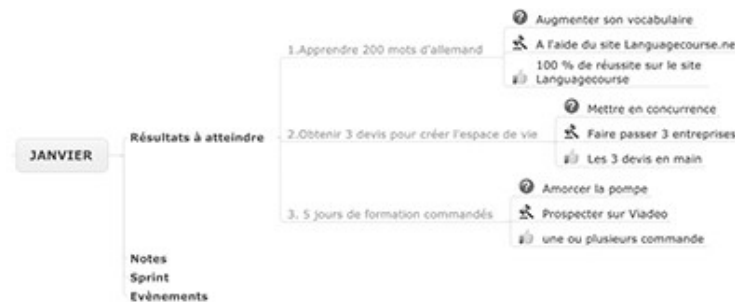 JANVIER
Résultats à atteindre
1.Apprendre 200 mots d'allemand
Augmenter son vocabulaire
A l'aide du site Languagecourse.ne
100 % de réussite sur le site
Languagecourse
2.Obtenir 3 devis pour créer l'espace de vie
Mettre en concurrence
Faire passer 3 entreprises
Les 3 devis en main
3. 5 jours de formation commandés
Amorcer la pompe
Prospecter sur Viadeo
une ou plusieurs commande
Notes
Sprint
Evènements